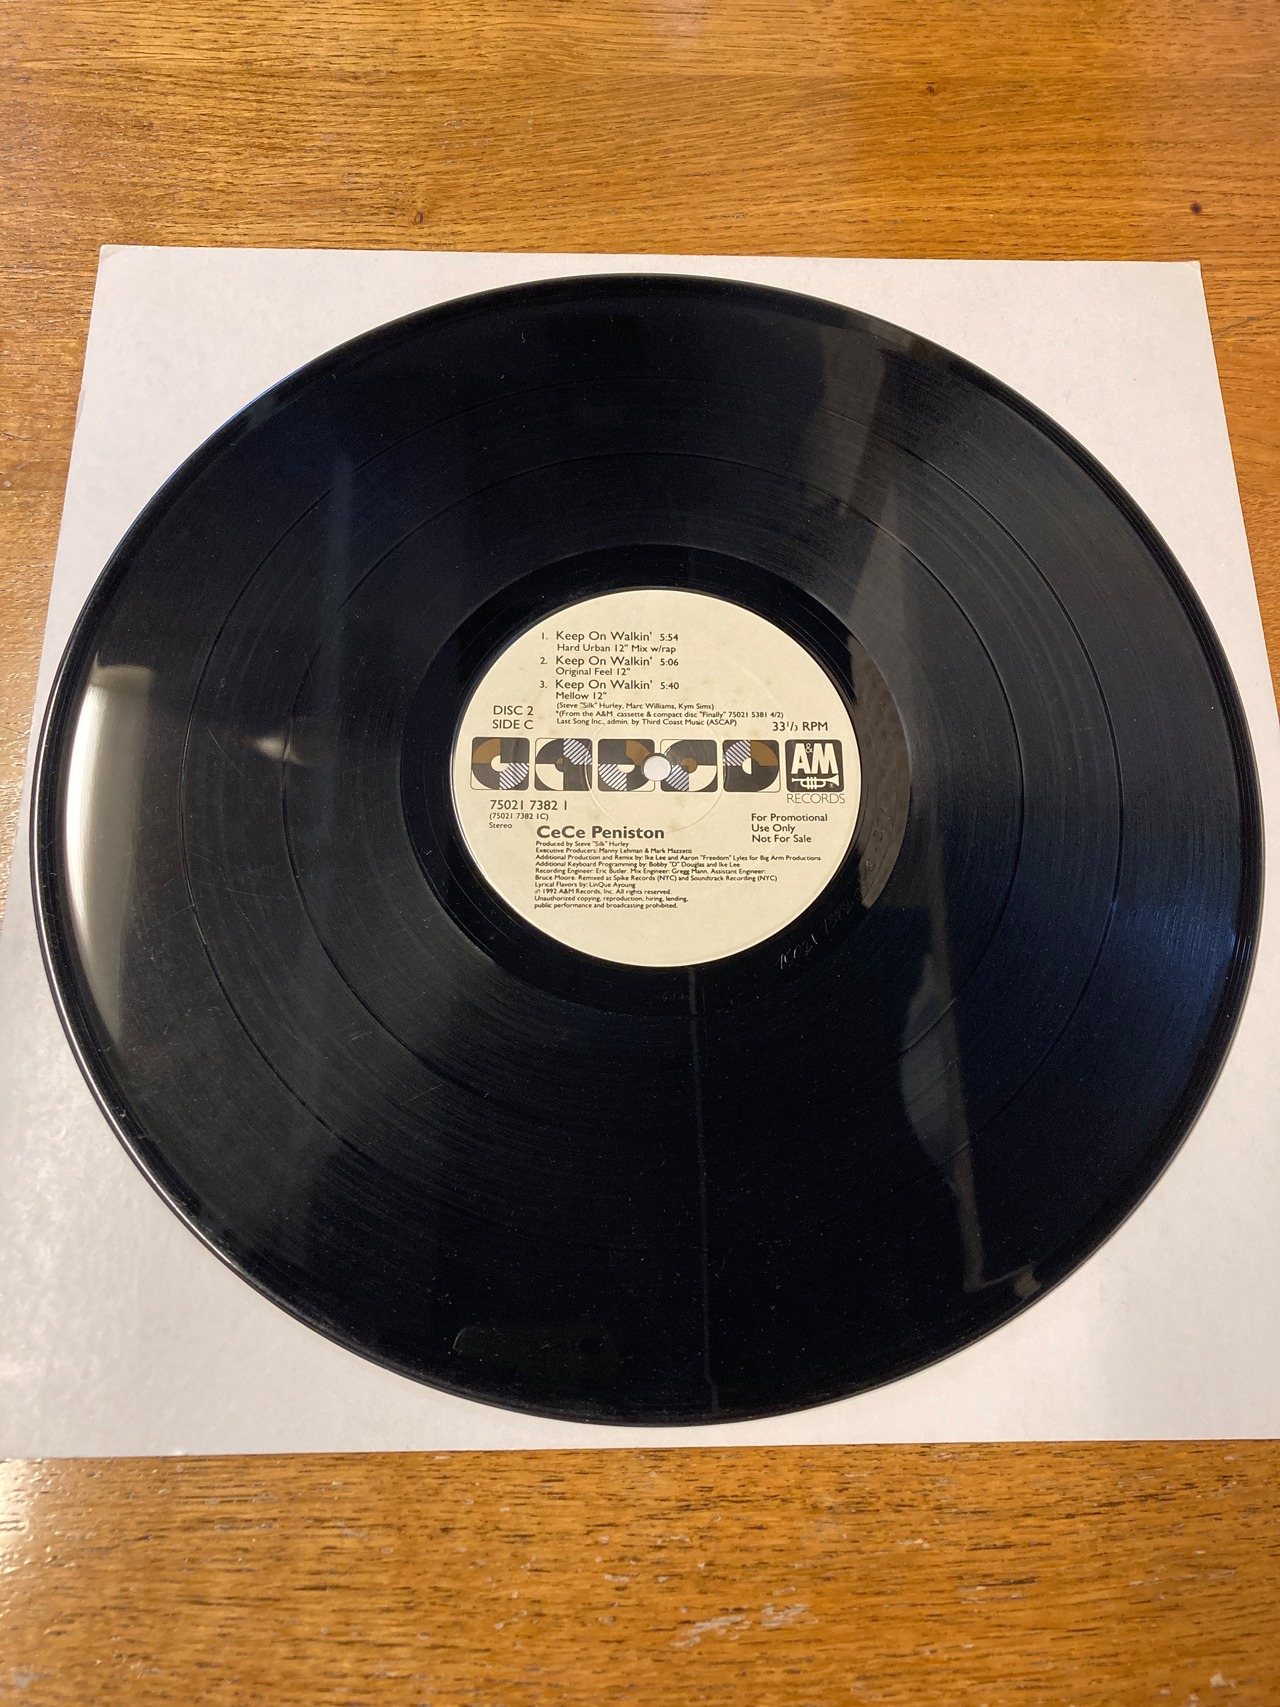 1. Keep On Walkin' 5:54
Hard Urban 12" Mix w/rap
2. Keep On Walkin' 5:06
Original Feel 12"
3. Keep On Walkin' 5:40
Mellow 12"
(Steve "Silk" Hurley, Marc Williams, Kym Sims)
*(From the A&M cassette & compact disc "Finally" 75021 5381 4/2)
Last Song Inc., admin. by Third Coast Music (ASCAP)
DISC 2
SIDE C
33⅓ RPM
A&M
RECORDS
75021 7382 1
(75021 7382 1C)
Stereo
For Promotional
Use Only
Not For Sale
CeCe Peniston
Produced by Steve "Silk" Hurley
Executive Producers: Manny Lehman & Mark Mazzetti
Additional Production and Remix by: Ike Lee and Aaron "Freedom" Lyles for Big Arm Productions
Additional Keyboard Programming by: Bobby "D" Douglas and Ike Lee
Recording Engineer: Eric Butler. Mix Engineer: Gregg Mann. Assistant Engineer:
Bruce Moore. Remixed at Spike Records (NYC) and Soundtrack Recording (NYC)
Lyrical Flavors by: LinQue Ayoung
℗ 1992 A&M Records, Inc. All rights reserved.
Unauthorized copying, reproduction, hiring, lending,
public performance and broadcasting prohibited.